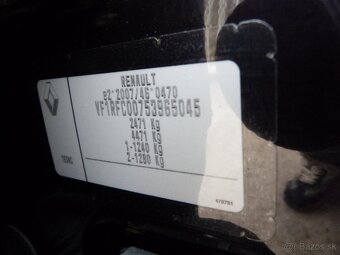 RENAULT
e2*2007/46*0470
VF1RFC00753965045
2471 Kg
4471 Kg
1-1240 Kg
2-1280 Kg
© Bazos.sk